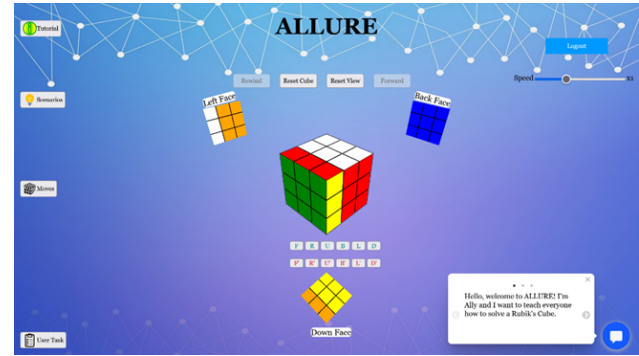 ALLURE
Tutorial
Logout
Rewind
Reset Cube
Reset View
Forward
Speed
x1
Left Face
Back Face
Scenarios
Moves
F R U B L D
F' R' U' B' L' D'
Hello, welcome to ALLURE! I'm
Ally and I want to teach everyone
how to solve a Rubik's Cube.
Down Face
User Task